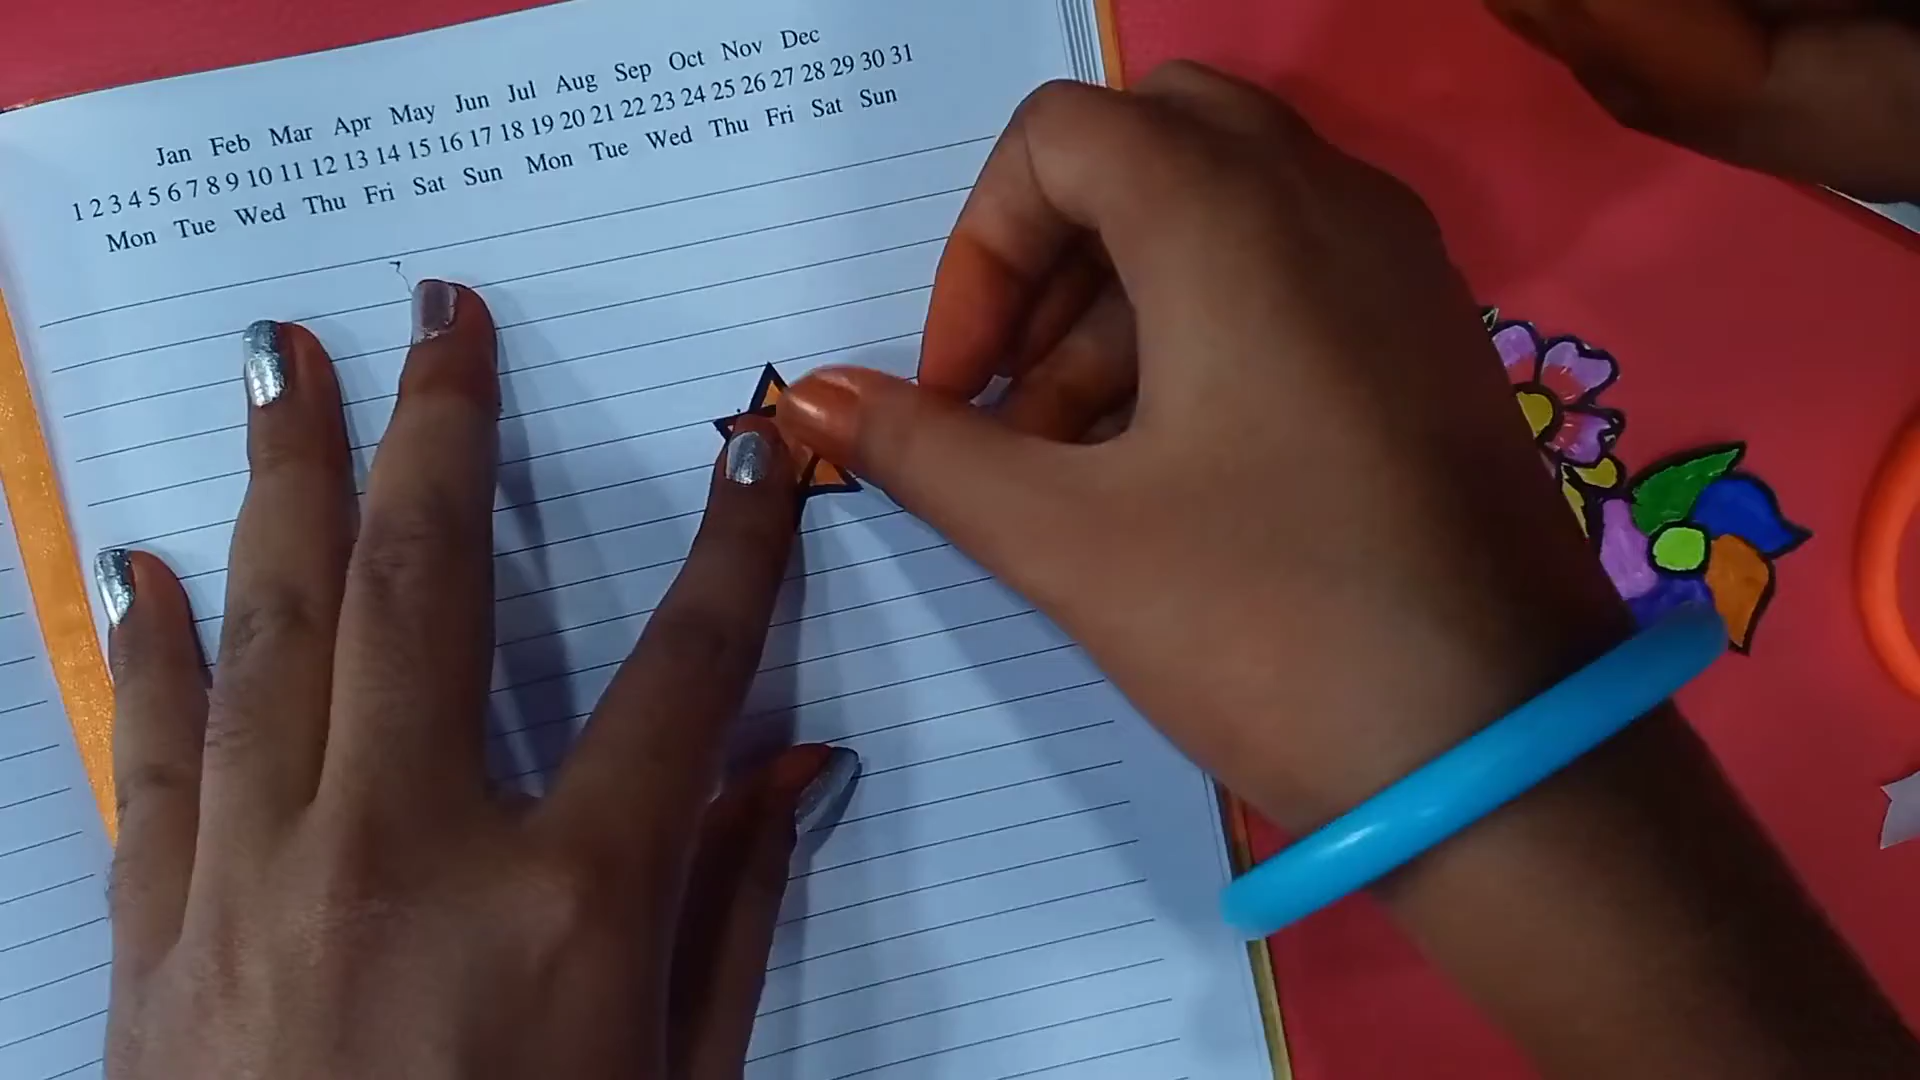 Jan Feb Mar Apr May Jun Jul Aug Sep Oct Nov Dec
1 2 3 4 5 6 7 8 9 10 11 12 13 14 15 16 17 18 19 20 21 22 23 24 25 26 27 28 29 30 31
Mon Tue Wed Thu Fri Sat Sun Mon Tue Wed Thu Fri Sat Sun